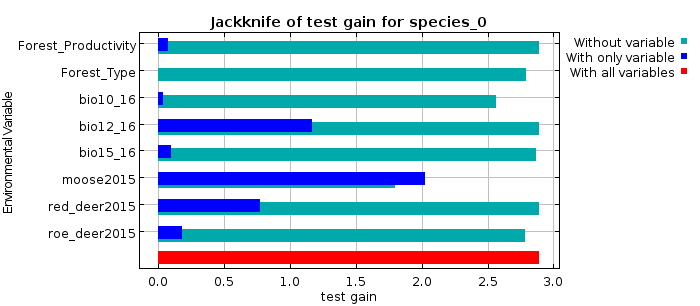 Jackknife of test gain for species_0
Environmental Variable
Forest_Productivity
Forest_Type
bio10_16
bio12_16
bio15_16
moose2015
red_deer2015
roe_deer2015
0.0 0.5 1.0 1.5 2.0 2.5 3.0
test gain
Without variable
With only variable
With all variables